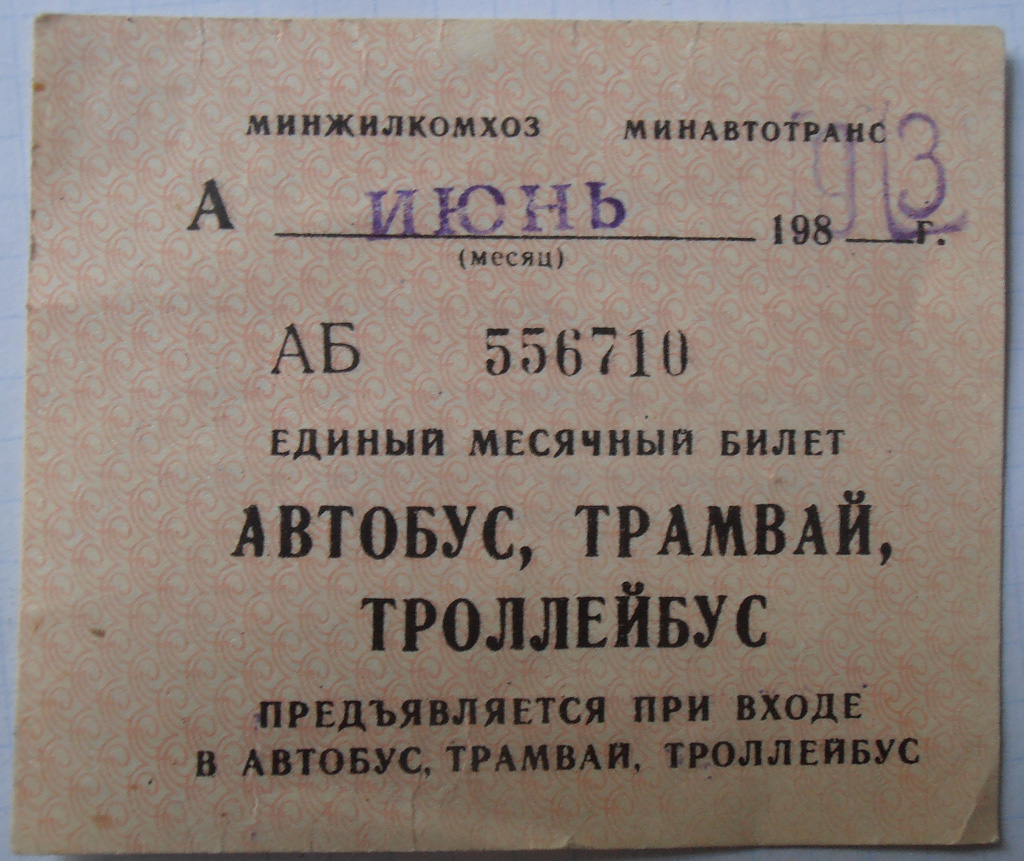 МИНЖИЛКОМХОЗ МИНАВТОТРАНС
А ИЮНЬ 198 г.
(месяц)
АБ 556710
ЕДИНЫЙ МЕСЯЧНЫЙ БИЛЕТ
АВТОБУС, ТРАМВАЙ,
ТРОЛЛЕЙБУС
ПРЕДЪЯВЛЯЕТСЯ ПРИ ВХОДЕ
В АВТОБУС, ТРАМВАЙ, ТРОЛЛЕЙБУС